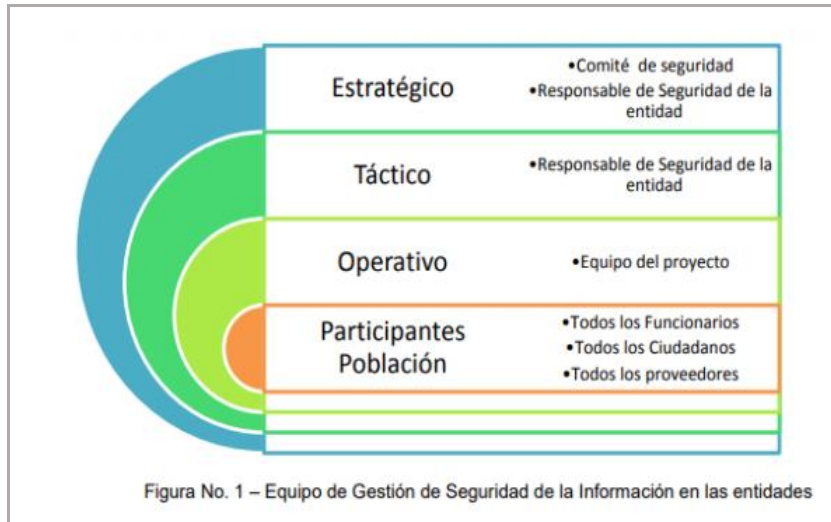 Estratégico
•Comité de seguridad
•Responsable de Seguridad de la
entidad
Táctico
•Responsable de Seguridad de la
entidad
Operativo
•Equipo del proyecto
Participantes
Población
•Todos los Funcionarios
•Todos los Ciudadanos
•Todos los proveedores
Figura No. 1 – Equipo de Gestión de Seguridad de la Información en las entidades